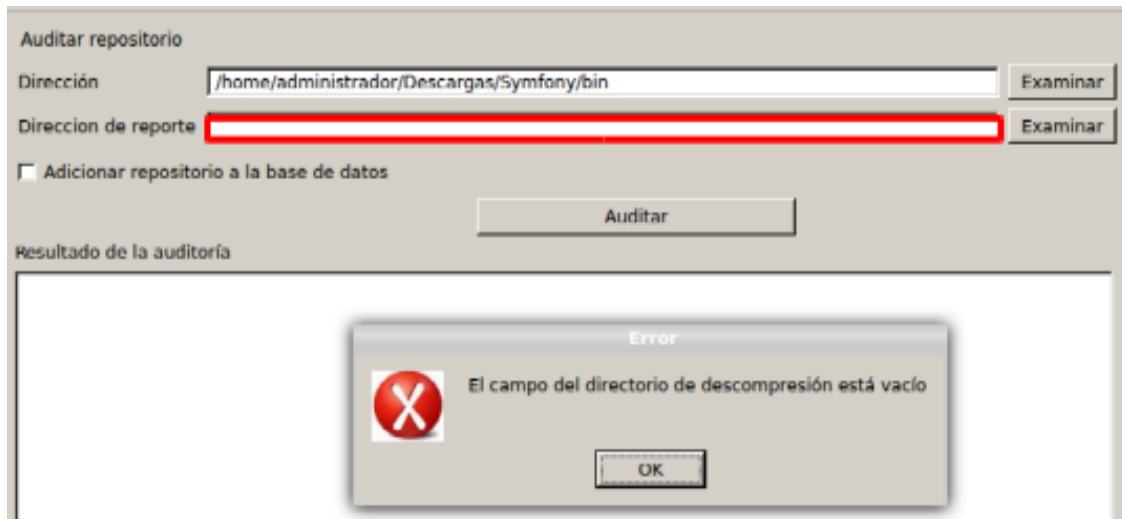 Auditar repositorio
Dirección /home/administrador/Descargas/Symfony/bin Examinar
Direccion de reporte Examinar
Adicionar repositorio a la base de datos
Auditar
Resultado de la auditoría
Error
El campo del directorio de descompresión está vacío
OK